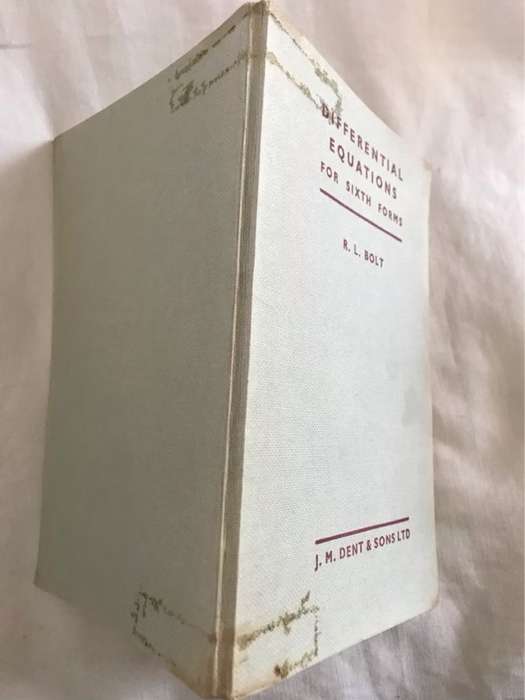 DIFFERENTIAL
EQUATIONS
FOR SIXTH FORMS
R. L. BOLT
J. M. DENT & SONS LTD